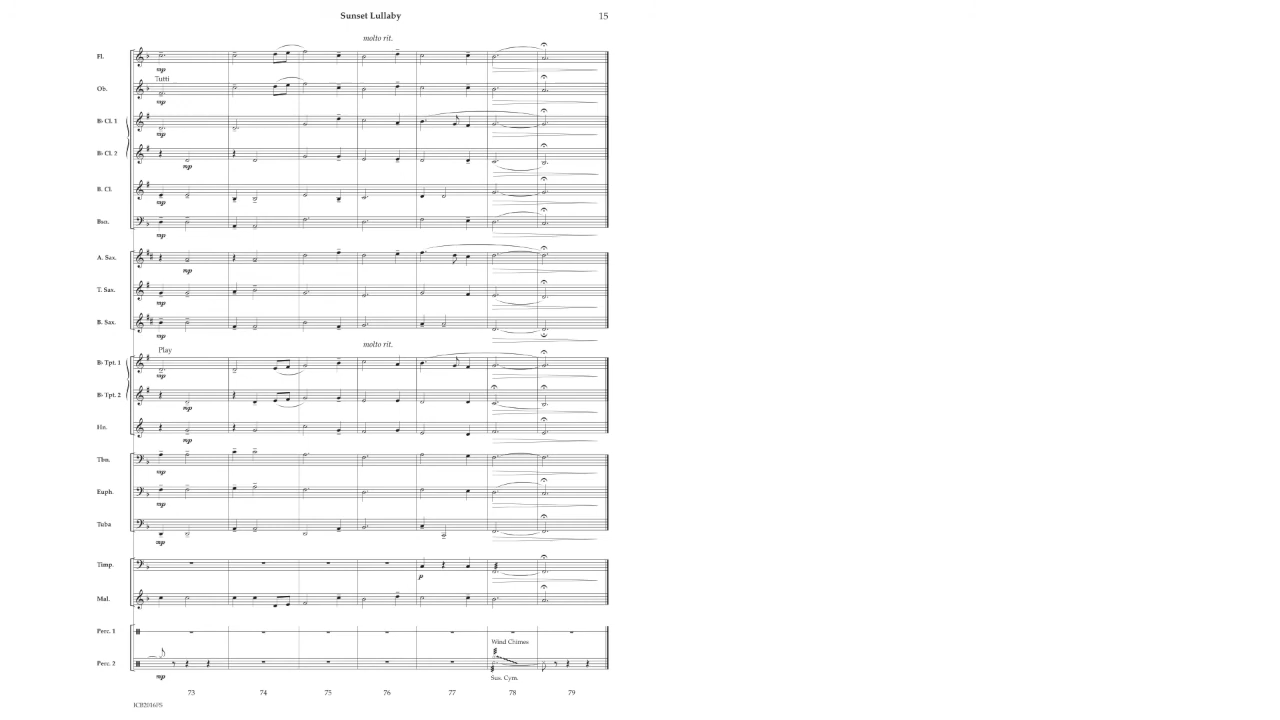 Sunset Lullaby 15
molto rit.
Fl.
mp
Tutti
Ob.
mp
B♭ Cl. 1
mp
B♭ Cl. 2
mp
B. Cl.
mp
Bsn.
mp
A. Sax.
mp
T. Sax.
mp
B. Sax.
mp
molto rit.
Play
B♭ Tpt. 1
mp
B♭ Tpt. 2
mp
Hn.
mp
Tbn.
mp
Euph.
mp
Tuba
mp
Timp.
p
Mal.
Perc. 1
Wind Chimes
Perc. 2
mp
Sus. Cym.
73 74 75 76 77 78 79
ICB2016FS